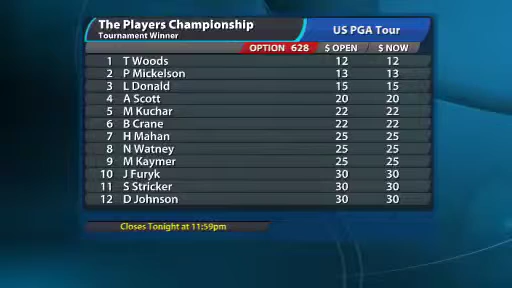 The Players Championship
Tournament Winner
US PGA Tour
OPTION 628 $ OPEN $ NOW
1 T Woods 12 12
2 P Mickelson 13 13
3 L Donald 15 15
4 A Scott 20 20
5 M Kuchar 22 22
6 B Crane 22 22
7 H Mahan 25 25
8 N Watney 25 25
9 M Kaymer 25 25
10 J Furyk 30 30
11 S Stricker 30 30
12 D Johnson 30 30
Closes Tonight at 11:59pm